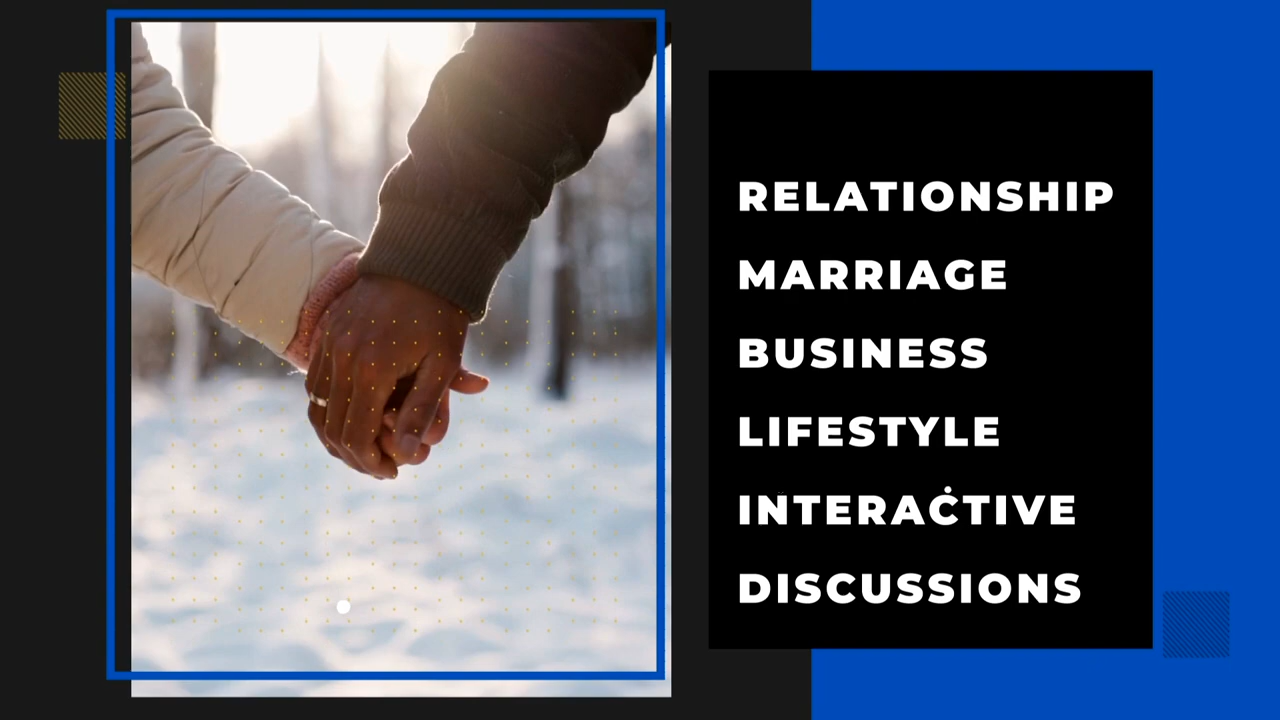 RELATIONSHIP
MARRIAGE
BUSINESS
LIFESTYLE
INTERACTIVE
DISCUSSIONS